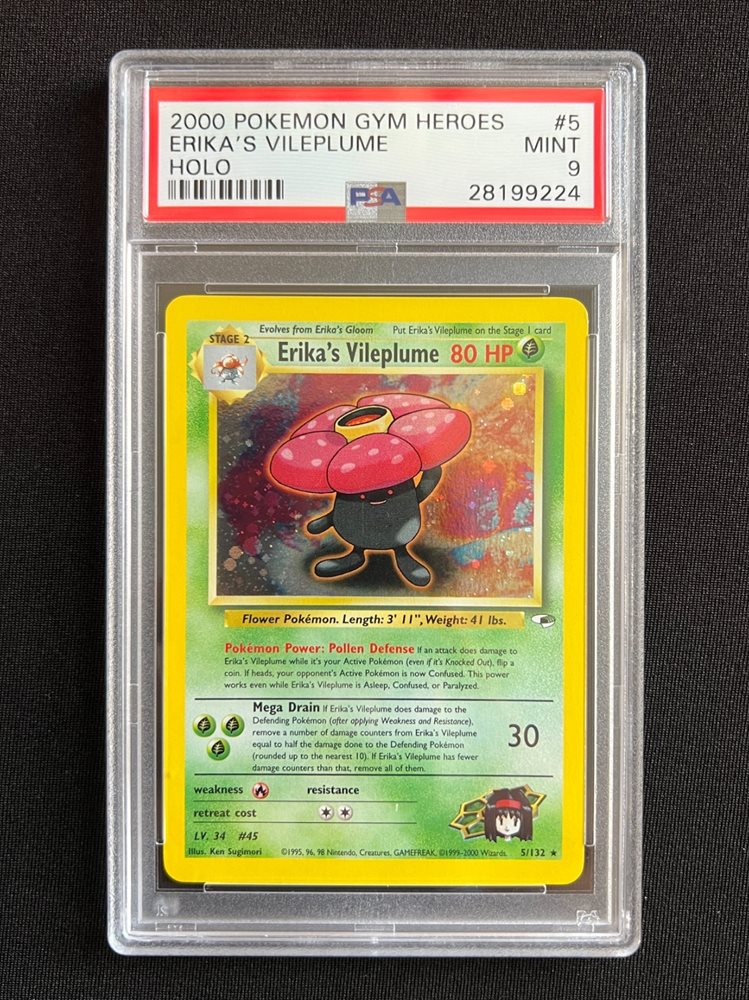 2000 POKEMON GYM HEROES #5
ERIKA'S VILEPLUME MINT
HOLO 9
PSA 28199224
Evolves from Erika's Gloom Put Erika's Vileplume on the Stage 1 card
STAGE 2
Erika's Vileplume 80 HP
Flower Pokémon. Length: 3' 11", Weight: 41 lbs.
Pokémon Power: Pollen Defense If an attack does damage to
Erika's Vileplume while it's your Active Pokémon (even if it's Knocked Out), flip a
coin. If heads, your opponent's Active Pokémon is now Confused. This power
works even while Erika's Vileplume is Asleep, Confused, or Paralyzed.
Mega Drain If Erika's Vileplume does damage to the
Defending Pokémon (after applying Weakness and Resistance),
remove a number of damage counters from Erika's Vileplume
equal to half the damage done to the Defending Pokémon
(rounded up to the nearest 10). If Erika's Vileplume has fewer
damage counters than that, remove all of them.
30
weakness resistance
retreat cost
LV. 34 #45
Illus. Ken Sugimori ©1995, 96, 98 Nintendo, Creatures, GAMEFREAK. ©1999-2000 Wizards. 5/132 ★